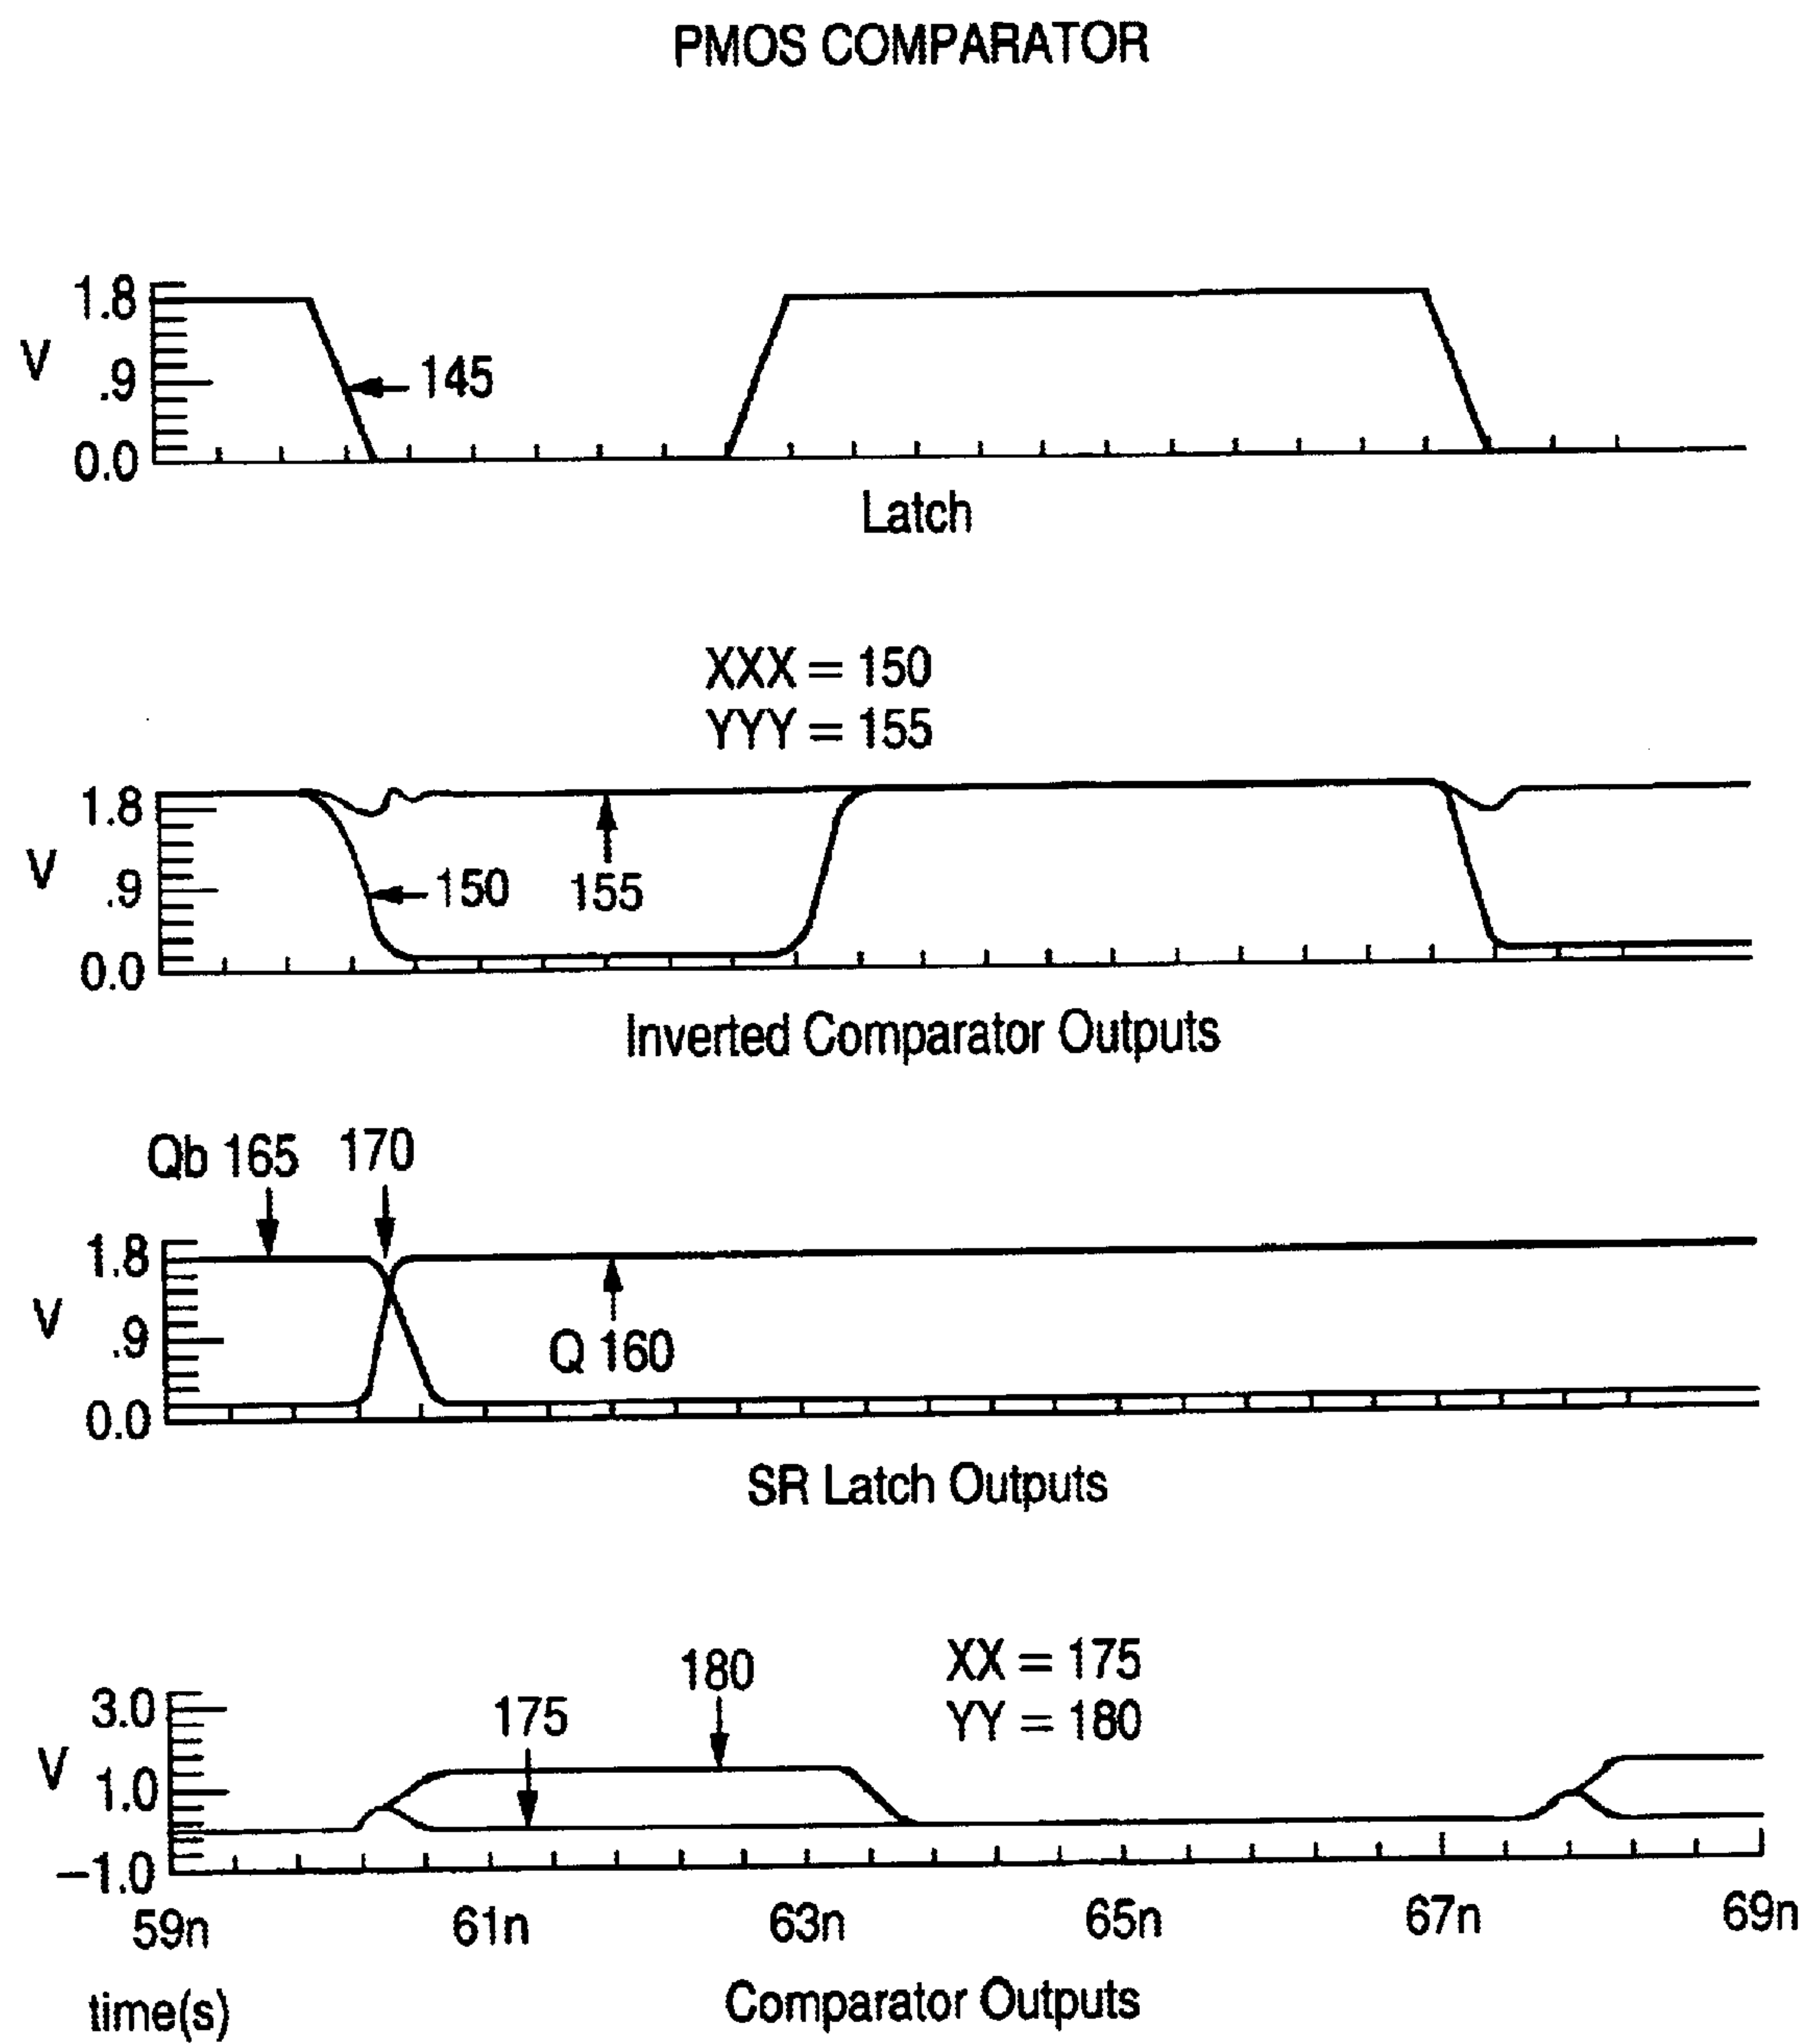 PMOS COMPARATOR
1.8
V
.9
145
0.0
Latch
XXX = 150
YYY = 155
1.8
V
.9
150
155
0.0
Inverted Comparator Outputs
Qb 165
170
1.8
V
.9
Q 160
0.0
SR Latch Outputs
180
XX = 175
YY = 180
175
3.0
V
1.0
−1.0
59n 61n 63n 65n 67n 69n
time(s)
Comparator Outputs